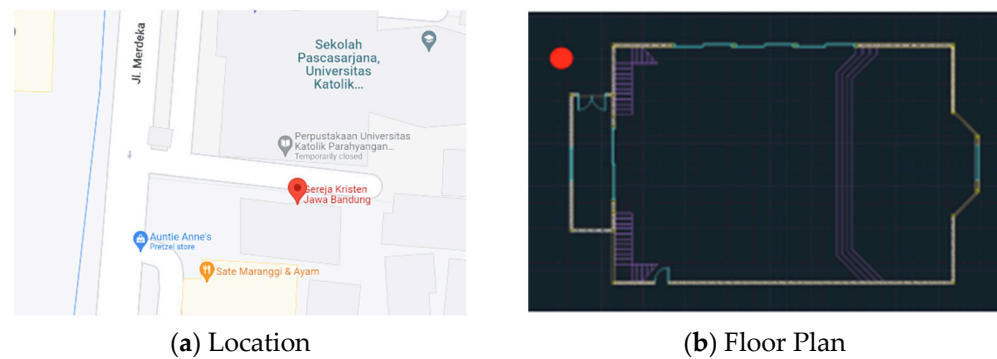 Jl. Merdeka
Sekolah
Pascasarjana,
Universitas
Katolik...
Perpustakaan Universitas
Katolik Parahyangan...
Temporarily closed
Gereja Kristen
Jawa Bandung
Auntie Anne's
Pretzel store
Sate Maranggi & Ayam
(a) Location
(b) Floor Plan